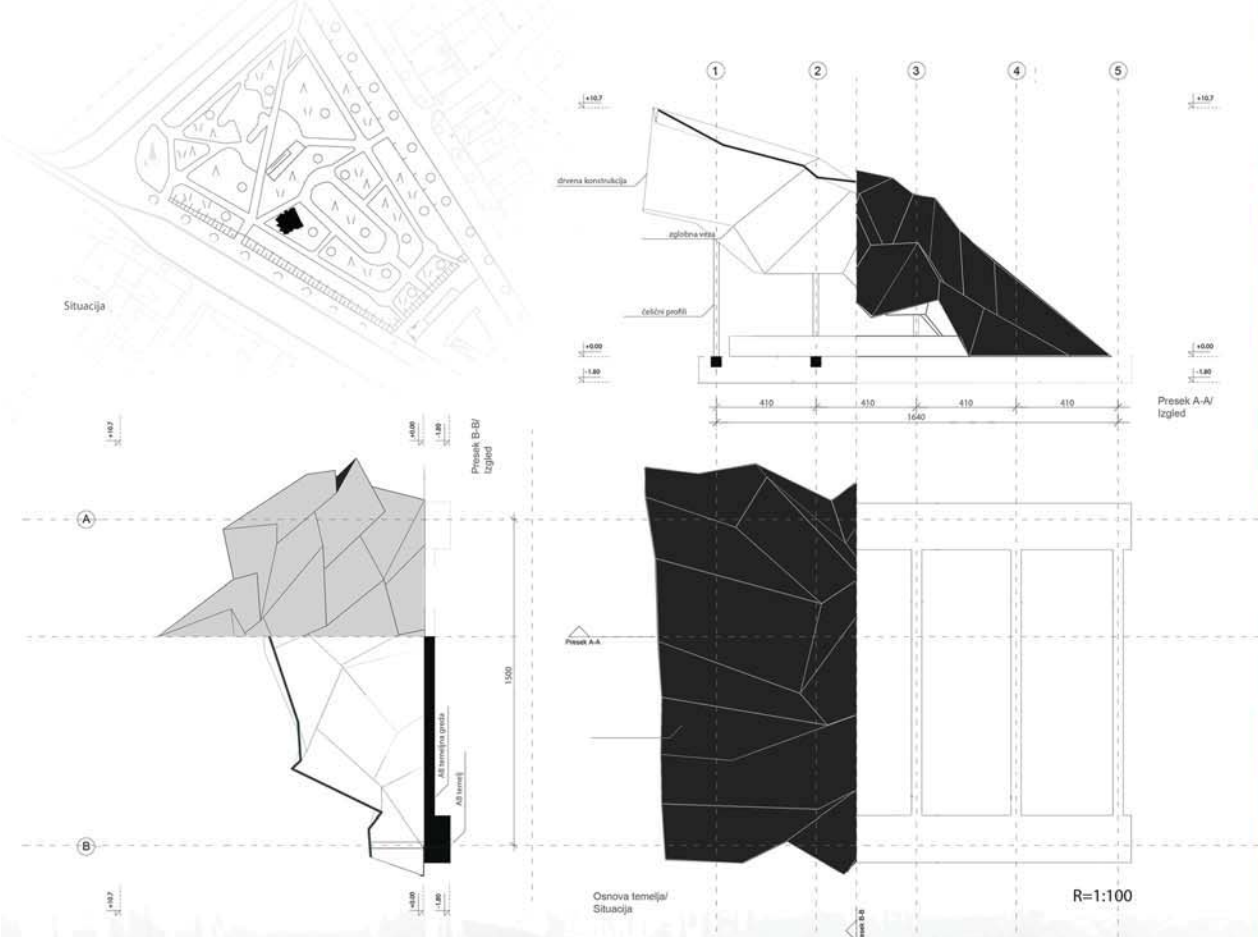 Situacija
1
2
3
4
5
+10.7
+10.7
drvena konstrukcija
zglobna veza
čelični profili
+0.00
-1.80
+0.00
-1.80
410
410
410
410
1640
Presek A-A/
Izgled
+10.7
+0.00
-1.80
Presek B-B/
Izgled
A
1500
Presek A-A
AB temeljna greda
AB temelj
B
+10.7
+0.00
-1.80
Osnova temelja/
Situacija
R=1:100
Presek B-B